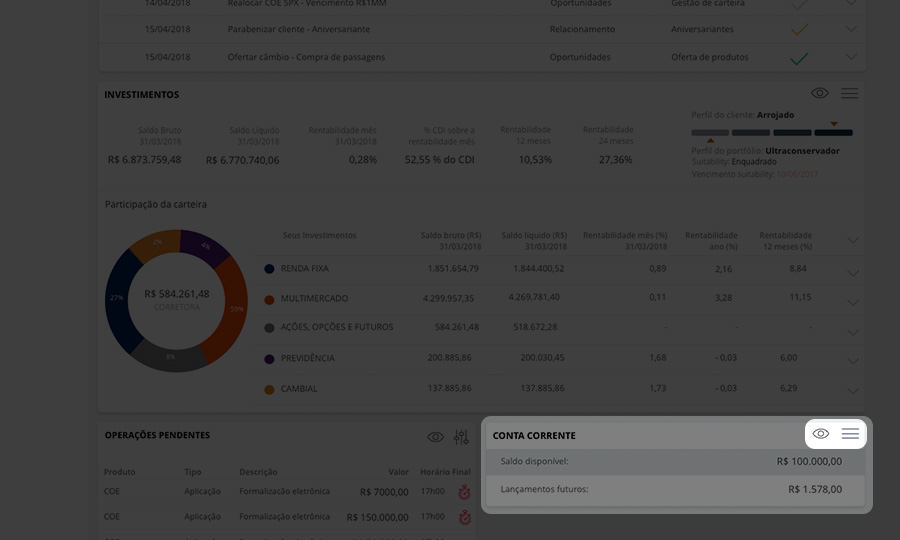 14/04/2018 Realocar COE SPX - Vencimento R$1MM Oportunidades Gestão de carteira
15/04/2018 Parabenizar cliente - Aniversariante Relacionamento Aniversariantes
15/04/2018 Ofertar câmbio - Compra de passagens Oportunidades Oferta de produtos
INVESTIMENTOS
Perfil do cliente: Arrojado
Saldo Bruto Saldo Líquido Rentabilidade mês % CDI sobre a Rentabilidade Rentabilidade
31/03/2018 31/03/2018 31/03/2018 rentabilidade mês 12 meses 24 meses
R$ 6.873.759,48 R$ 6.770.740,06 0,28% 52,55 % do CDI 10,53% 27,36%
Perfil do portfólio: Ultraconservador
Suitability: Enquadrado
Vencimento suitability: 10/06/2017
Participação da carteira
Seus Investimentos Saldo bruto (R$) Saldo líquido (R$) Rentabilidade mês (%) Rentabilidade Rentabilidade
31/03/2018 31/03/2018 31/03/2018 ano (%) 12 meses (%)
2% 4% 27% 59% 8%
R$ 584.261,48
CORRETORA
RENDA FIXA 1.851.654,79 1.844.400,52 0,89 2,16 8,84
MULTIMERCADO 4.299.957,35 4.269.781,40 0,11 3,28 11,15
AÇÕES, OPÇÕES E FUTUROS 584.261,48 518.672,28 - - -
PREVIDÊNCIA 200.885,86 200.030,45 1,68 - 0,03 6,00
CAMBIAL 137.885,86 137.885,86 1,73 - 0,03 6,29
OPERAÇÕES PENDENTES
Produto Tipo Descrição Valor Horário Final
COE Aplicação Formalização eletrônica R$ 7000,00 17h00
COE Aplicação Formalização eletrônica R$ 150.000,00 17h00
CONTA CORRENTE
Saldo disponível: R$ 100.000,00
Lançamentos futuros: R$ 1.578,00